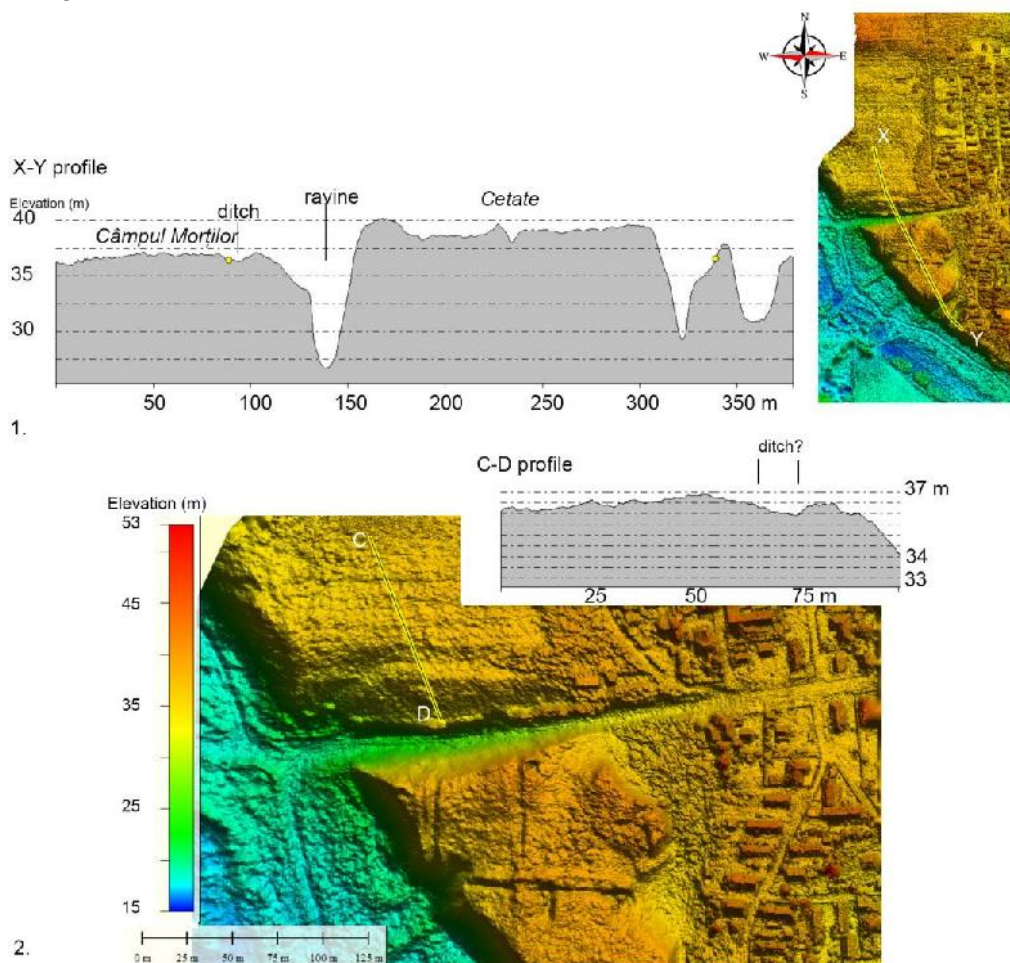 N
W E
S
X
Y
X-Y profile
Elevation (m)
ditch
ravine
Cetate
Câmpul Morților
40
35
30
50 100 150 200 250 300 350 m
1.
C-D profile
ditch?
37 m
34
33
25 50 75 m
Elevation (m)
53
45
35
25
15
C
D
0 m 25 m 50 m 75 m 100 m 125 m
2.